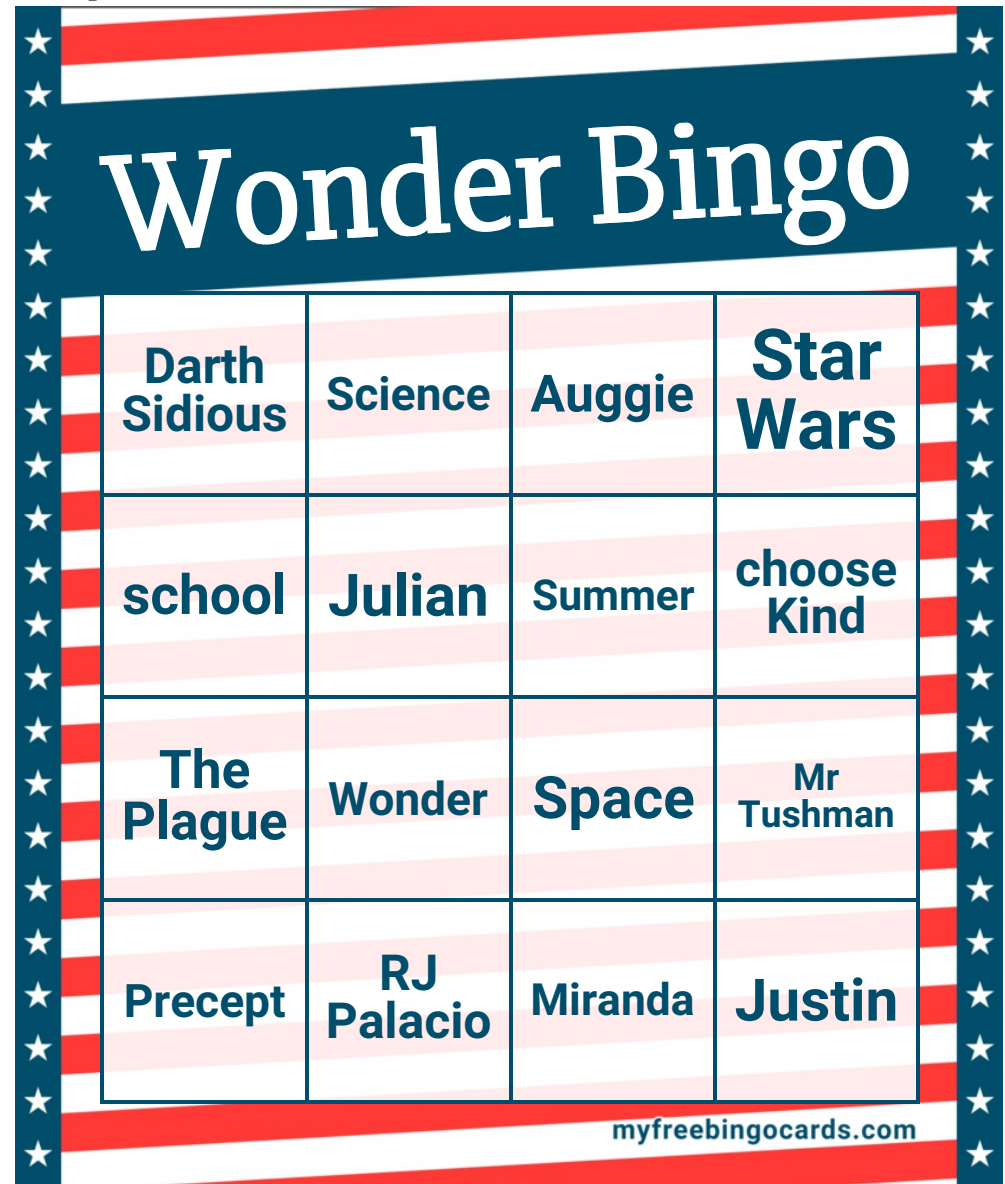 Wonder Bingo
Darth
Sidious
Science
Auggie
Star
Wars
school
Julian
Summer
choose
Kind
The
Plague
Wonder
Space
Mr
Tushman
Precept
RJ
Palacio
Miranda
Justin
myfreebingocards.com